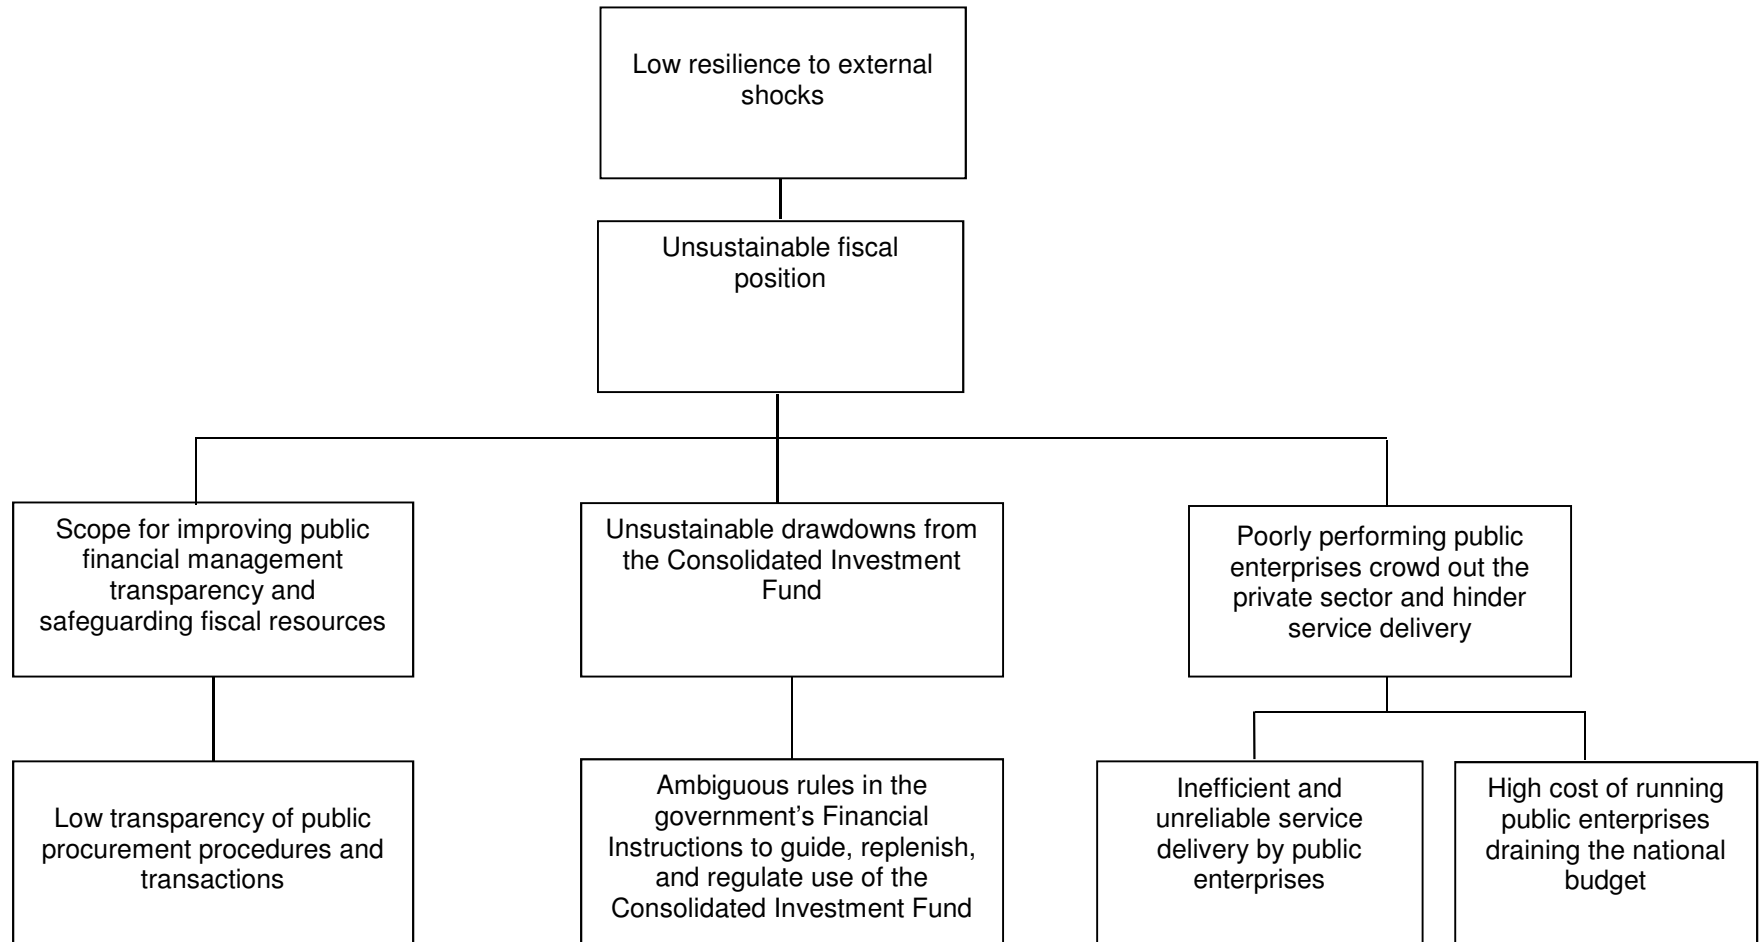 Low resilience to external
shocks
Unsustainable fiscal
position
Scope for improving public
financial management
transparency and
safeguarding fiscal resources
Unsustainable drawdowns from
the Consolidated Investment
Fund
Poorly performing public
enterprises crowd out the
private sector and hinder
service delivery
Low transparency of public
procurement procedures and
transactions
Ambiguous rules in the
government’s Financial
Instructions to guide, replenish,
and regulate use of the
Consolidated Investment Fund
Inefficient and
unreliable service
delivery by public
enterprises
High cost of running
public enterprises
draining the national
budget